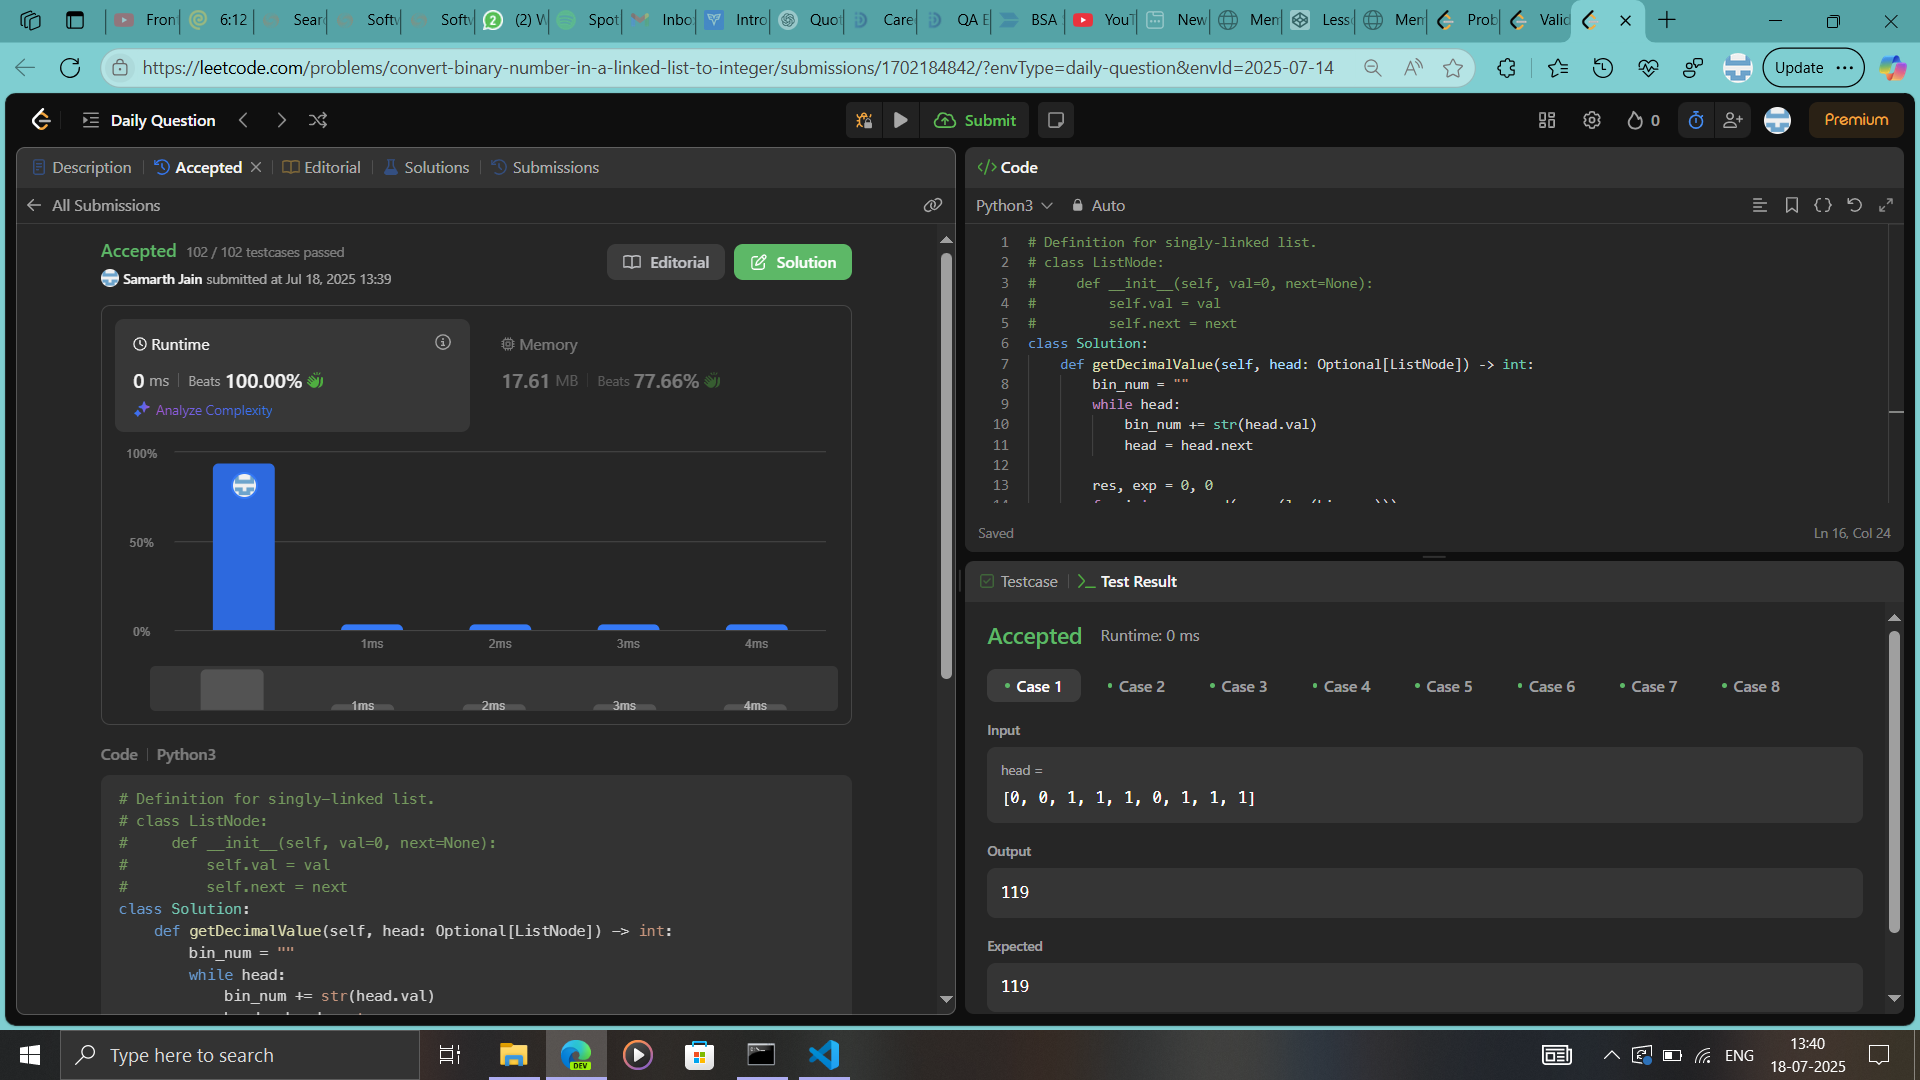 Fron
6:12
Sear
Softw
Softw
(2) W
Spot
Inbo
Intro
Quot
Care
QA E
BSA
YouT
New
Mem
Lesso
Mem
Prob
Valid
https://leetcode.com/problems/convert-binary-number-in-a-linked-list-to-integer/submissions/1702184842/?envType=daily-question&envId=2025-07-14
Update
Daily Question
Submit
0
Premium
Description
Accepted
Editorial
Solutions
Submissions
All Submissions
Accepted 102 / 102 testcases passed
Samarth Jain submitted at Jul 18, 2025 13:39
Editorial
Solution
Runtime
0 ms Beats 100.00%
Analyze Complexity
Memory
17.61 MB Beats 77.66%
100%
50%
0%
1ms 2ms 3ms 4ms
1ms 2ms 3ms 4ms
Code Python3
# Definition for singly-linked list.
# class ListNode:
#     def __init__(self, val=0, next=None):
#         self.val = val
#         self.next = next
class Solution:
    def getDecimalValue(self, head: Optional[ListNode]) -> int:
        bin_num = ""
        while head:
            bin_num += str(head.val)
</> Code
Python3 Auto
1 # Definition for singly-linked list.
2 # class ListNode:
3 #     def __init__(self, val=0, next=None):
4 #         self.val = val
5 #         self.next = next
6 class Solution:
7     def getDecimalValue(self, head: Optional[ListNode]) -> int:
8         bin_num = ""
9         while head:
10             bin_num += str(head.val)
11             head = head.next
12
13         res, exp = 0, 0
Saved
Ln 16, Col 24
Testcase
Test Result
Accepted Runtime: 0 ms
Case 1
Case 2
Case 3
Case 4
Case 5
Case 6
Case 7
Case 8
Input
head =
[0, 0, 1, 1, 1, 0, 1, 1, 1]
Output
119
Expected
119
Type here to search
DEV
ENG
13:40
18-07-2025